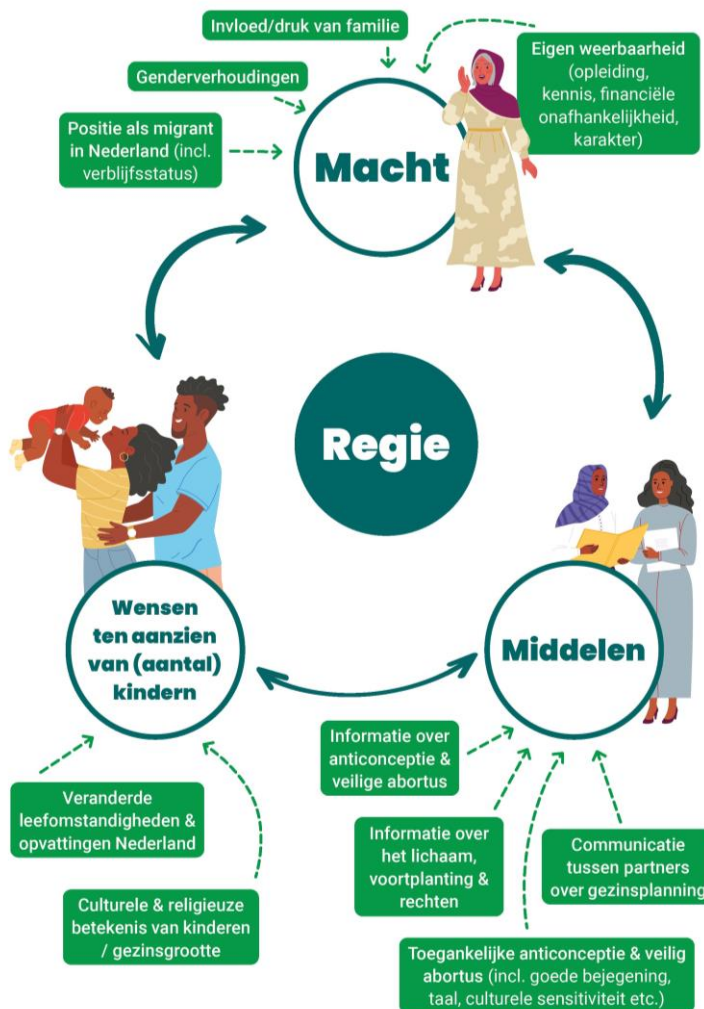 Invloed/druk van familie
Genderverhoudingen
Positie als migrant
in Nederland (incl.
verblijfsstatus)
Eigen weerbaarheid
(opleiding,
kennis, financiële
onafhankelijkheid,
karakter)
Macht
Regie
Wensen
ten aanzien
van (aantal)
kindern
Middelen
Veranderde
leefomstandigheden &
opvattingen Nederland
Culturele & religieuze
betekenis van kinderen
/ gezinsgrootte
Informatie over
anticonceptie &
veilige abortus
Informatie over
het lichaam,
voortplanting &
rechten
Communicatie
tussen partners
over gezinsplanning
Toegankelijke anticonceptie & veilig
abortus (incl. goede bejegening,
taal, culturele sensitiviteit etc.)